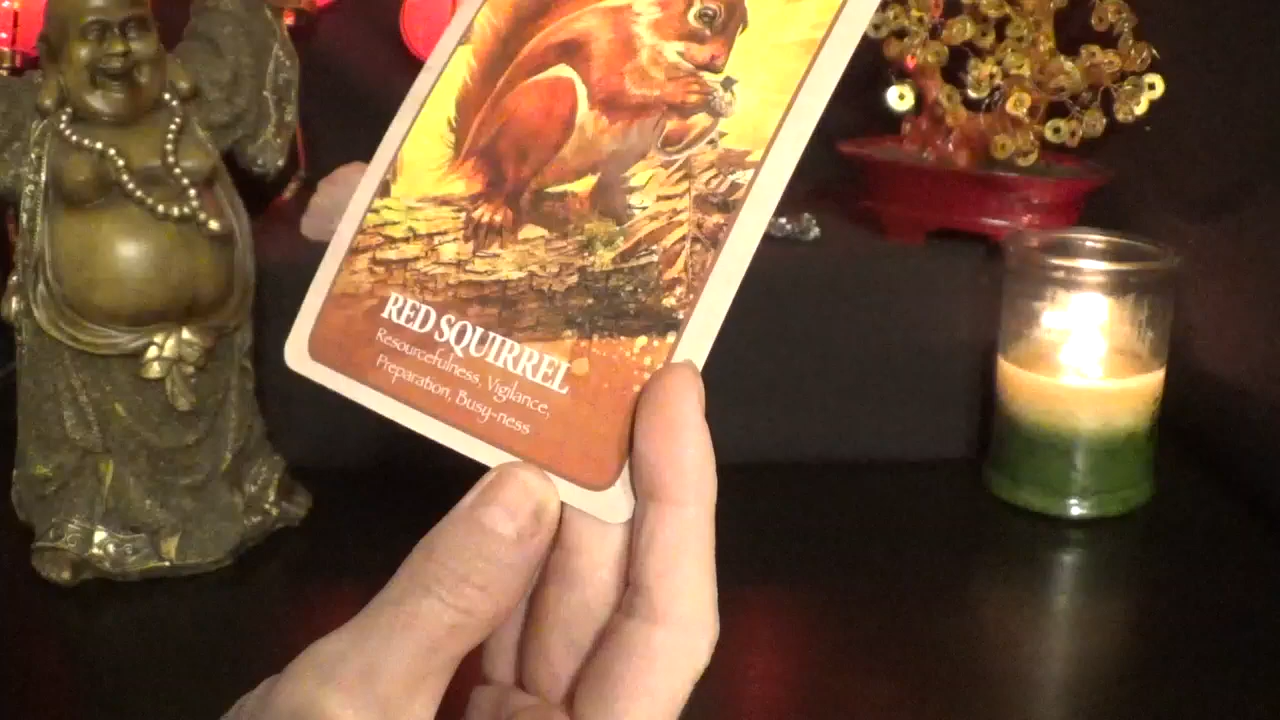 RED SQUIRREL
Resourcefulness, Vigilance,
Preparation, Busy-ness